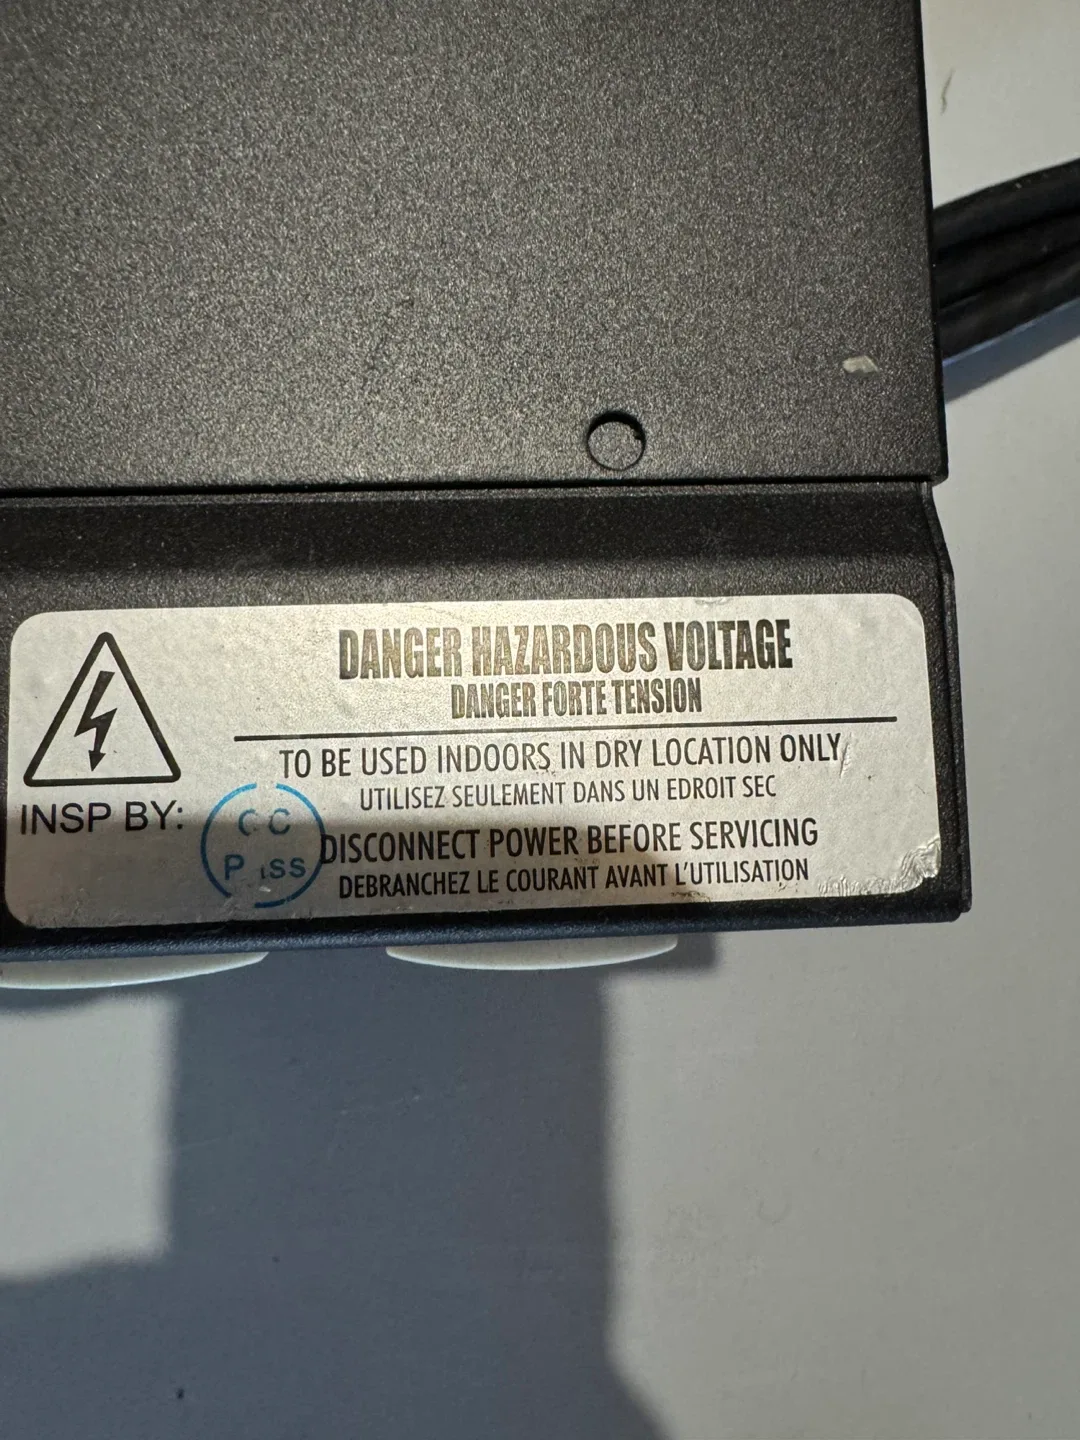 DANGER HAZARDOUS VOLTAGE
DANGER FORTE TENSION
TO BE USED INDOORS IN DRY LOCATION ONLY
UTILISEZ SEULEMENT DANS UN EDROIT SEC
INSP BY:
DISCONNECT POWER BEFORE SERVICING
DEBRANCHEZ LE COURANT AVANT L'UTILISATION